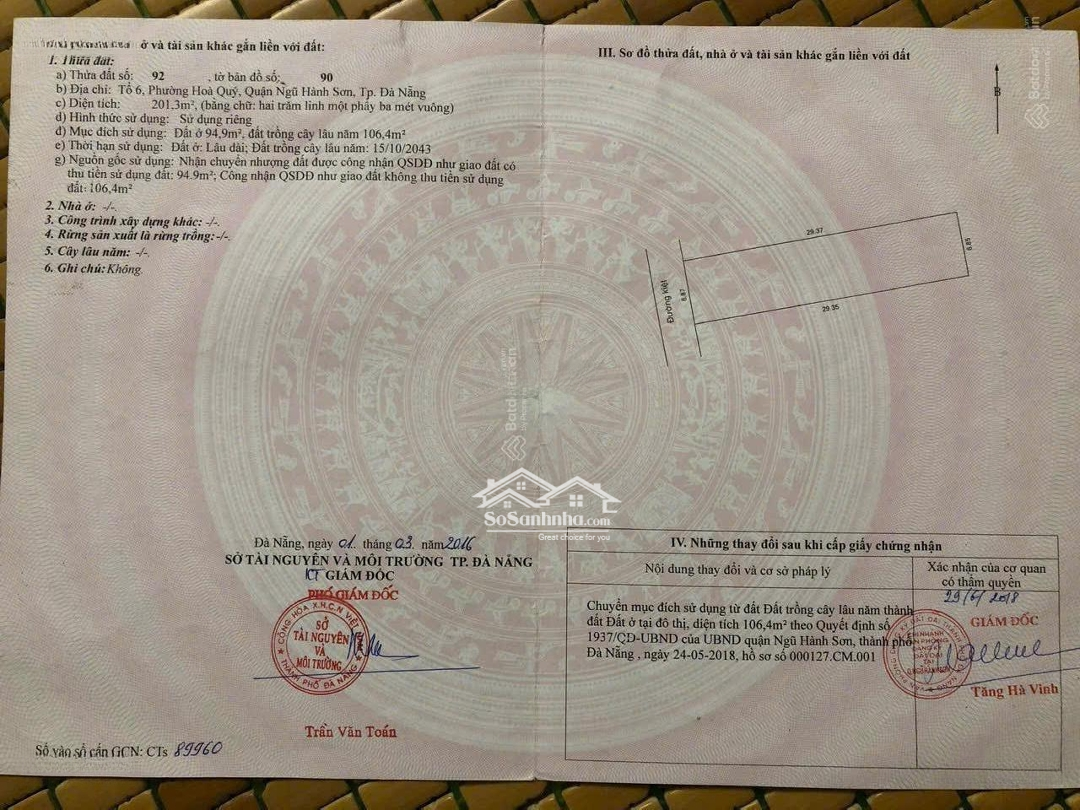 ở và tài sản khác gắn liền với đất:
1. Thửa đất:
a) Thửa đất số: 92 , tờ bản đồ số: 90
b) Địa chỉ: Tổ 6, Phường Hoà Quý, Quận Ngũ Hành Sơn, Tp. Đà Nẵng
c) Diện tích: 201.3m², (bằng chữ: hai trăm linh một phẩy ba mét vuông)
d) Hình thức sử dụng: Sử dụng riêng
đ) Mục đích sử dụng: Đất ở 94,9m², đất trồng cây lâu năm 106,4m²
e) Thời hạn sử dụng: Đất ở: Lâu dài; Đất trồng cây lâu năm: 15/10/2043
g) Nguồn gốc sử dụng: Nhận chuyển nhượng đất được công nhận QSDĐ như giao đất có
thu tiền sử dụng đất: 94.9m²; Công nhận QSDĐ như giao đất không thu tiền sử dụng
đất: 106,4m²
2. Nhà ở: -/-
3. Công trình xây dựng khác: -/-
4. Rừng sản xuất là rừng trồng: -/-
5. Cây lâu năm: -/-
6. Ghi chú: Không
Đà Nẵng, ngày 01 tháng 03 năm 2016
SỞ TÀI NGUYÊN VÀ MÔI TRƯỜNG TP. ĐÀ NẴNG
KT GIÁM ĐỐC
PHÓ GIÁM ĐỐC
CỘNG HÒA X.H.C.N VIỆT NAM
SỞ
TÀI NGUYÊN
VÀ
MÔI TRƯỜNG
THÀNH PHỐ ĐÀ NẴNG
Trần Văn Toán
Số vào sổ cấp GCN: CTs 89960
III. Sơ đồ thửa đất, nhà ở và tài sản khác gắn liền với đất
B
29.37
6.85
Đường kiệt
6.87
29.35
Batdongsan
by PropertyGuru
SoSanhnha.com
Great choice for you
IV. Những thay đổi sau khi cấp giấy chứng nhận
Nội dung thay đổi và cơ sở pháp lý
Xác nhận của cơ quan
có thẩm quyền
Chuyển mục đích sử dụng từ đất Đất trồng cây lâu năm thành
đất Đất ở tại đô thị, diện tích 106,4m² theo Quyết định số
1937/QD-UBND của UBND quận Ngũ Hành Sơn, thành phố
Đà Nẵng , ngày 24-05-2018, hồ sơ số 000127.CM.001
29/6/2018
GIÁM ĐỐC
Tăng Hà Vinh